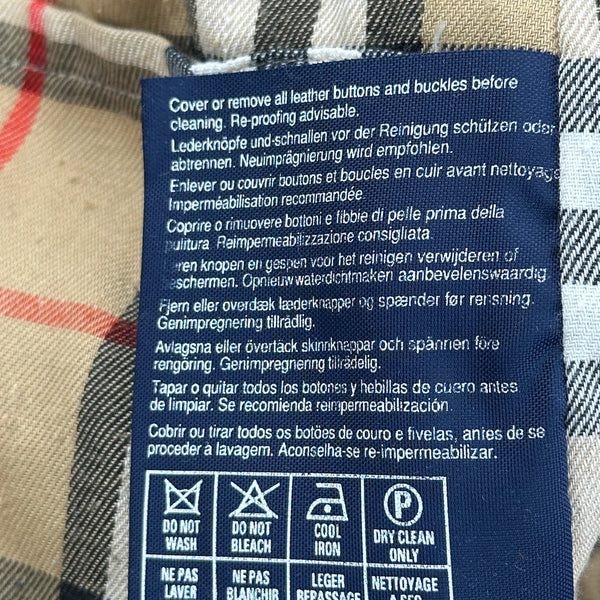 Cover or remove all leather buttons and buckles before
cleaning. Re-proofing advisable.
Lederknöpfe und-schnallen vor der Reinigung schützen oder
abtrennen. Neuimprägnierung wird empfohlen.
Enlever ou couvrir boutons et boucles en cuir avant nettoyage
Imperméabilisation recommandée
Coprire o rimuovere bottoni e fibbie di pelle prima della
pulitura. Reimpermeabilizzazione consigliata.
eren knopen en gespen voor het reinigen verwijderen of
schermen. Opnieuw waterdichtmaken aanbevelenswaardig
Fjern eller overdæk læderknapper og spænder før rensning.
Genimpregnering tillrådlig.
Avlagsna eller övertäck skinnknappar och spännen före
rengöring. Genimpregnering tillrådelig.
Tapar o quitar todos los botones y hebillas de cuero antes
de limpiar. Se recomienda reimpermeabilización.
Cobrir ou tirar todos os botões de couro e fivelas, antes de se
proceder à lavagem. Aconselha-se re-impermeabilizar.
P
DO NOT WASH DO NOT BLEACH COOL IRON DRY CLEAN ONLY
NE PAS LAVER NE PAS BLANCHIR LEGER REPASSAGE NETTOYAGE A SEC